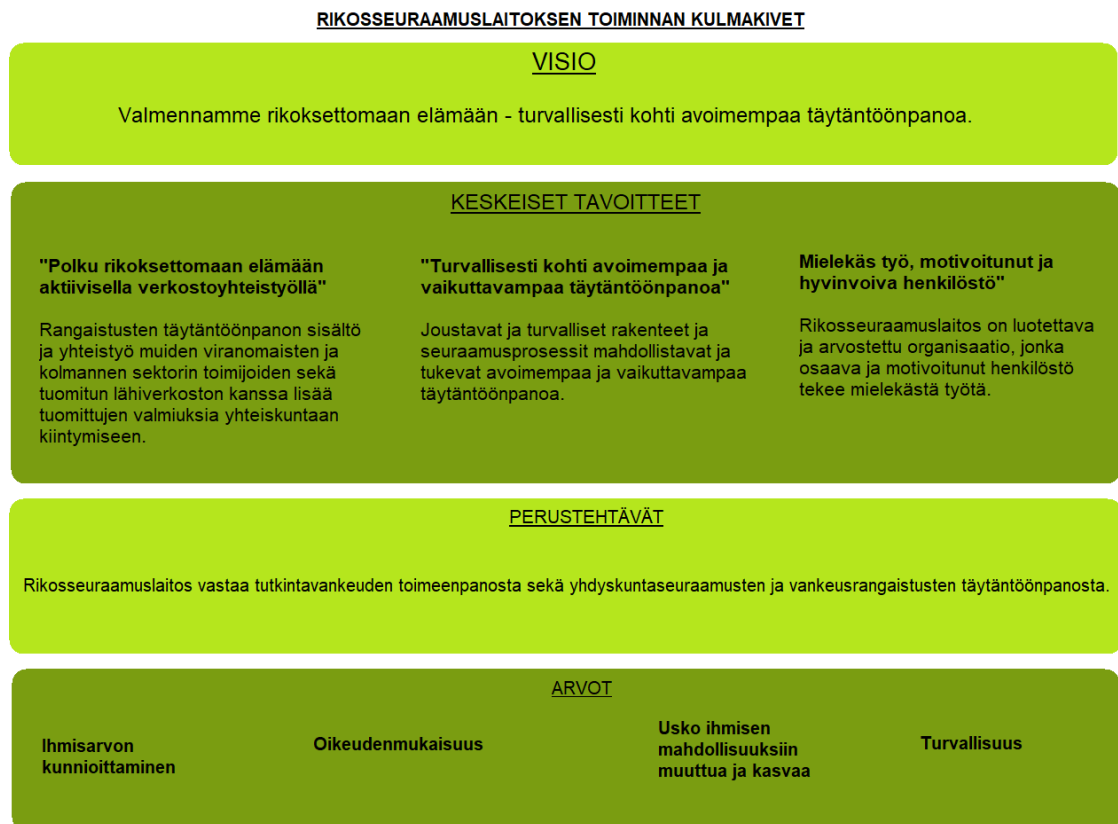 RIKOSSEURAAMUSLAITOKSEN TOIMINNAN KULMAKIVET
VISIO
Valmennamme rikoksettomaan elämään - turvallisesti kohti avoimempaa täytäntöönpanoa.
KESKEISET TAVOITTEET
"Polku rikoksettomaan elämään
aktiivisella verkostoyhteistyöllä"
Rangaistusten täytäntöönpanon sisältö
ja yhteistyö muiden viranomaisten ja
kolmannen sektorin toimijoiden sekä
tuomitun lähiverkoston kanssa lisää
tuomittujen valmiuksia yhteiskuntaan
kiintymiseen.
"Turvallisesti kohti avoimempaa ja
vaikuttavampaa täytäntöönpanoa"
Joustavat ja turvalliset rakenteet ja
seuraamusprosessit mahdollistavat ja
tukevat avoimempaa ja vaikuttavampaa
täytäntöönpanoa.
Mielekäs työ, motivoitunut ja
hyvinvoiva henkilöstö"
Rikosseuraamuslaitos on luotettava
ja arvostettu organisaatio, jonka
osaava ja motivoitunut henkilöstö
tekee mielekästä työtä.
PERUSTEHTÄVÄT
Rikosseuraamuslaitos vastaa tutkintavankeuden toimeenpanosta sekä yhdyskuntaseuraamusten ja vankeusrangaistusten täytäntöönpanosta.
ARVOT
Ihmisarvon
kunnioittaminen
Oikeudenmukaisuus
Usko ihmisen
mahdollisuuksiin
muuttua ja kasvaa
Turvallisuus